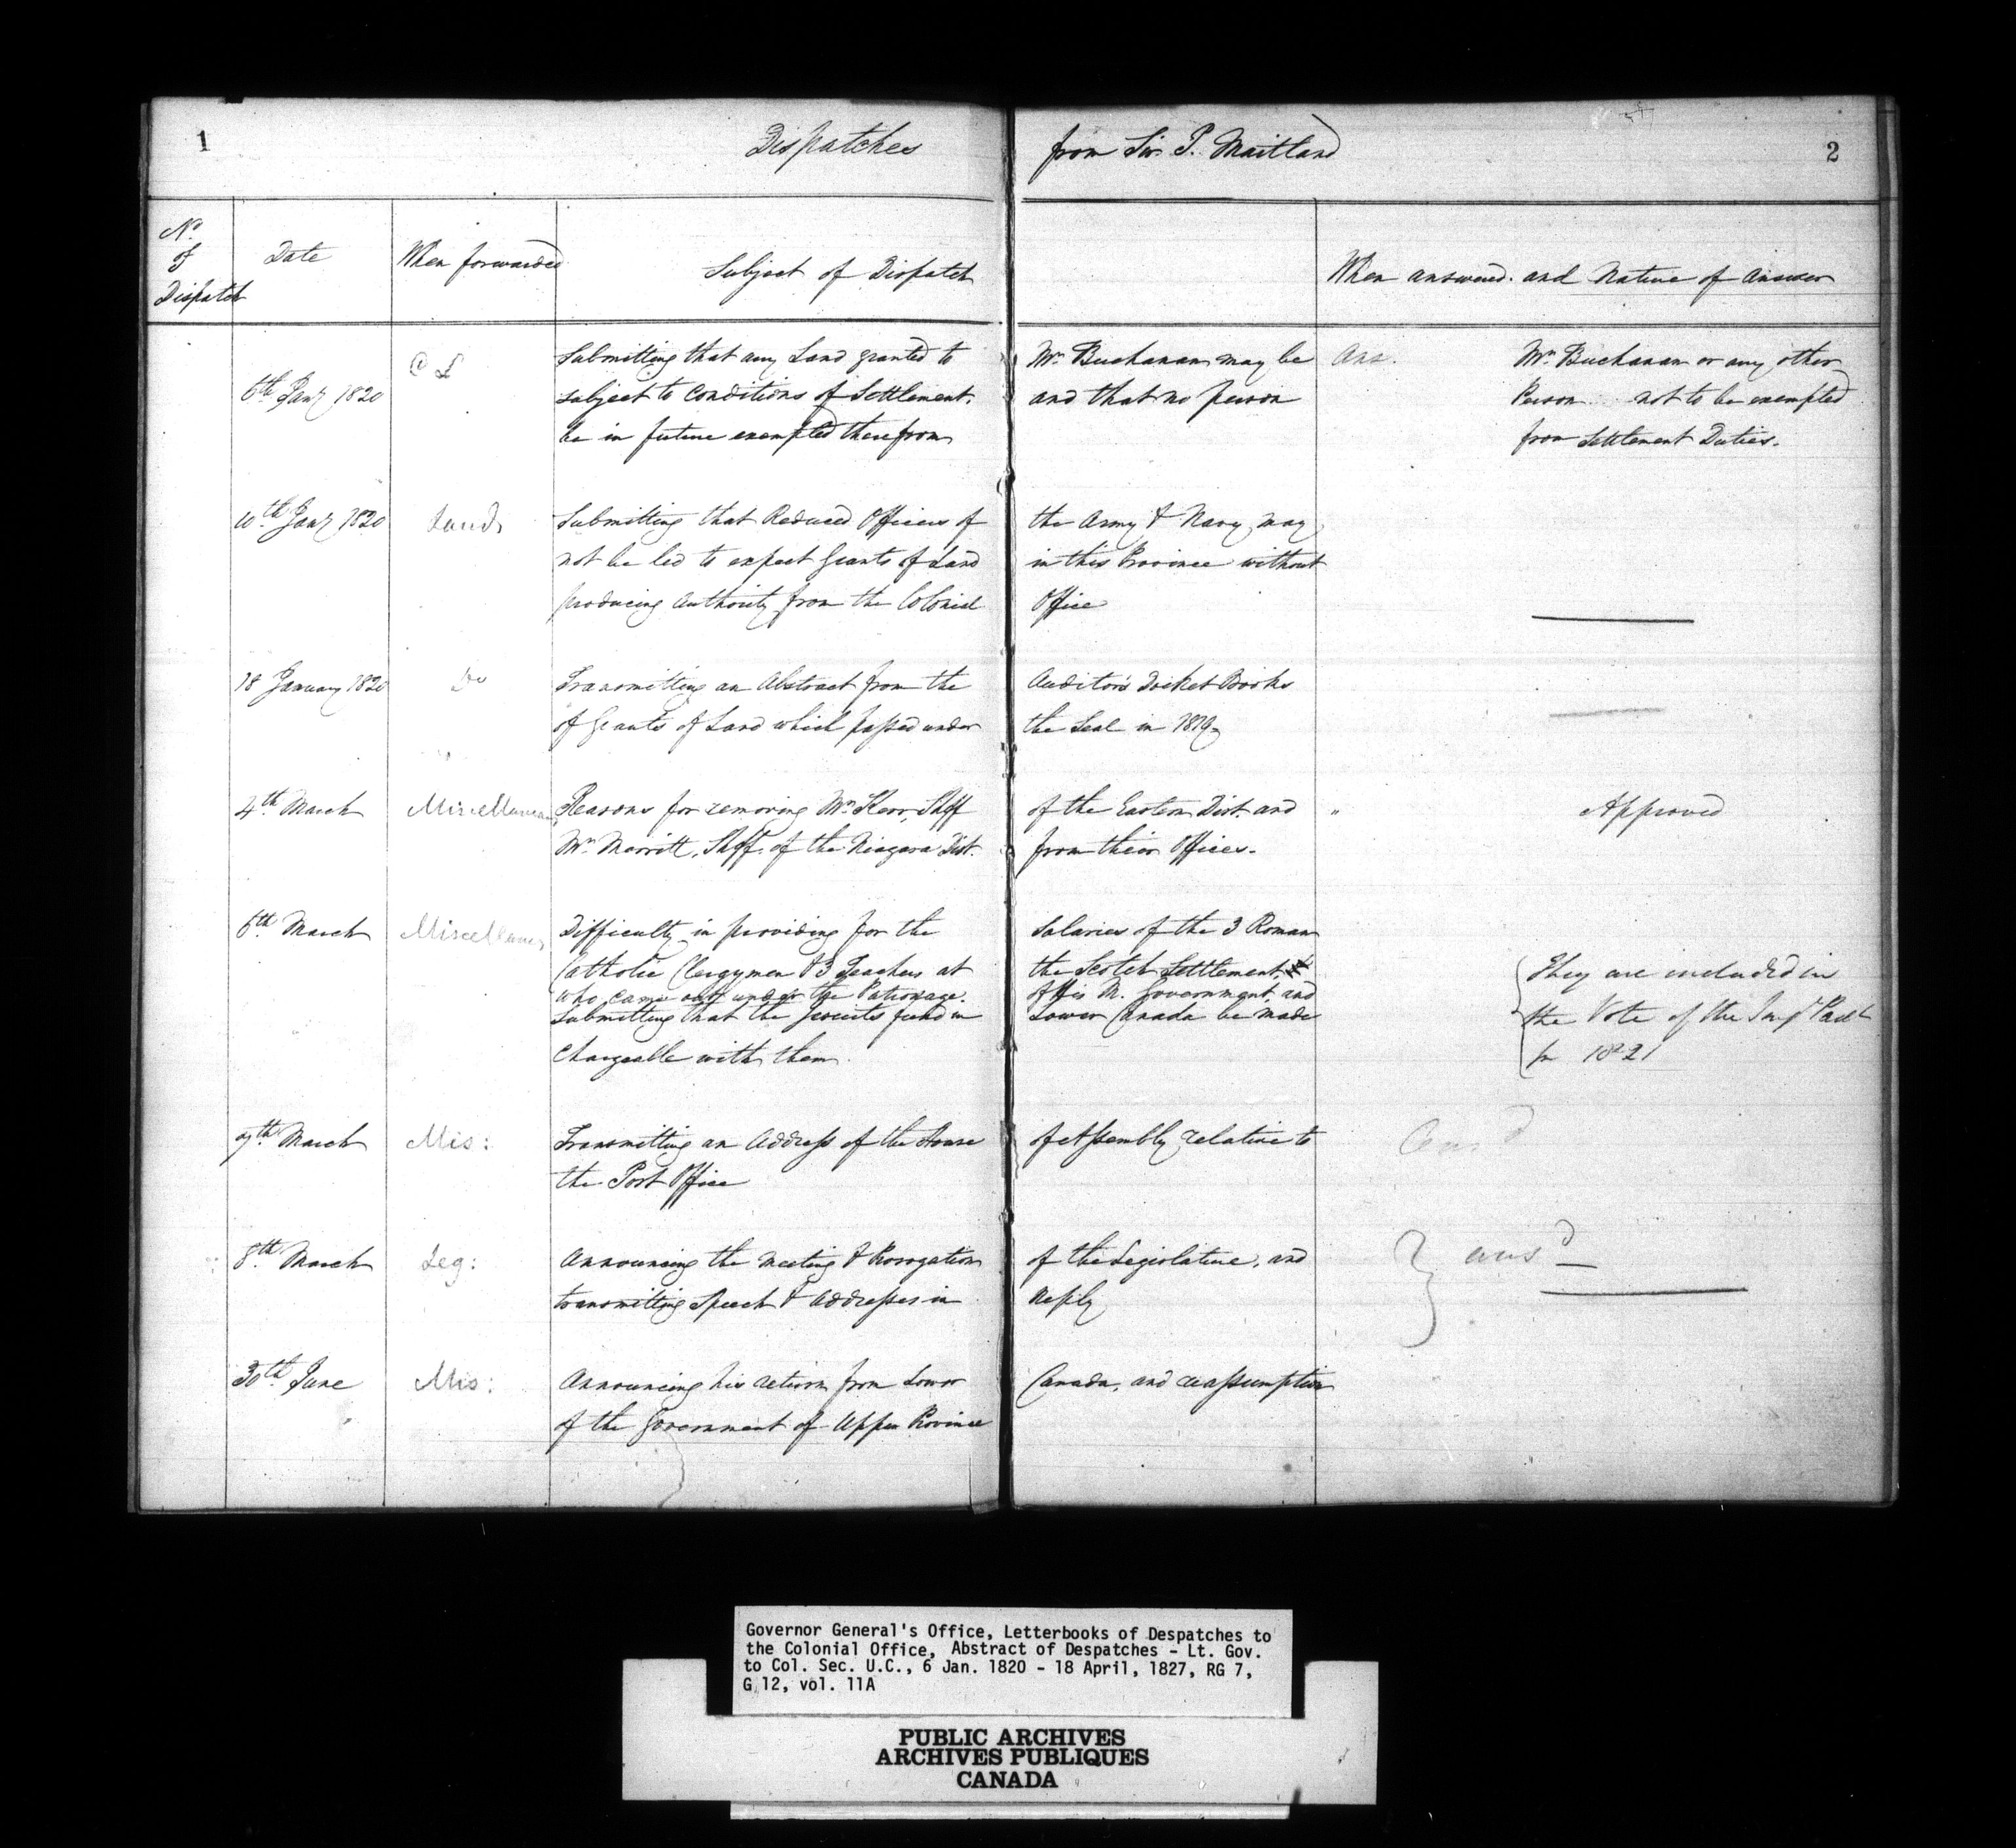 1
Dispatches from Sir P. Maitland
2
No. of Dispatch
Date
When forwarded
Subject of Dispatch
When answered and Nature of Answer
6th Jany 1820
Submitting that any Land granted to Mr. Buchanan may be
subject to Conditions of Settlement. and that no person
be in future exempted therefrom
Ans.
Mr. Buchanan or any other
Person not to be exempted
from Settlement Duties.
10th Jany 1820
Lands
Submitting that Reduced Officers of the Army & Navy may
not be led to expect Grants of Land in this Province without
producing Authority from the Colonial Office
18 January 1820
Do
Transmitting an Abstract from the Auditor's Docket Books
of Grants of Land which passed under the Seal in 1819
4th March
Miscellaneous
Reasons for removing Mr. Kerr, Shff of the Eastern Dist. and
Mr. Merritt, Shff. of the Niagara Dist. from their Offices.
"
Approved
6th March
Miscellaneous
Difficulty in providing for the Salaries of the 3 Roman
Catholic Clergymen & 3 Teachers at the Scotch Settlement,
who came out under the Patronage. of His M. Government, and
Submitting that the Jesuits fund in Lower Canada be made
Chargeable with them.
They are included in
the Vote of the Impl Parlt
for 1821
7th March
Mis:
Transmitting an Address of the House of Assembly relative to
the Post Office
Ansd
8th March
Leg:
Announcing the Meeting & Prorogation of the Legislature, and
transmitting Speech & Addresses in Reply
ansd
30th June
Mis:
Announcing his return from Lower Canada, and reassumption
of the Government of Upper Province
Governor General's Office, Letterbooks of Despatches to
the Colonial Office, Abstract of Despatches - Lt. Gov.
to Col. Sec. U.C., 6 Jan. 1820 - 18 April, 1827, RG 7,
G 12, vol. 11A
PUBLIC ARCHIVES
ARCHIVES PUBLIQUES
CANADA